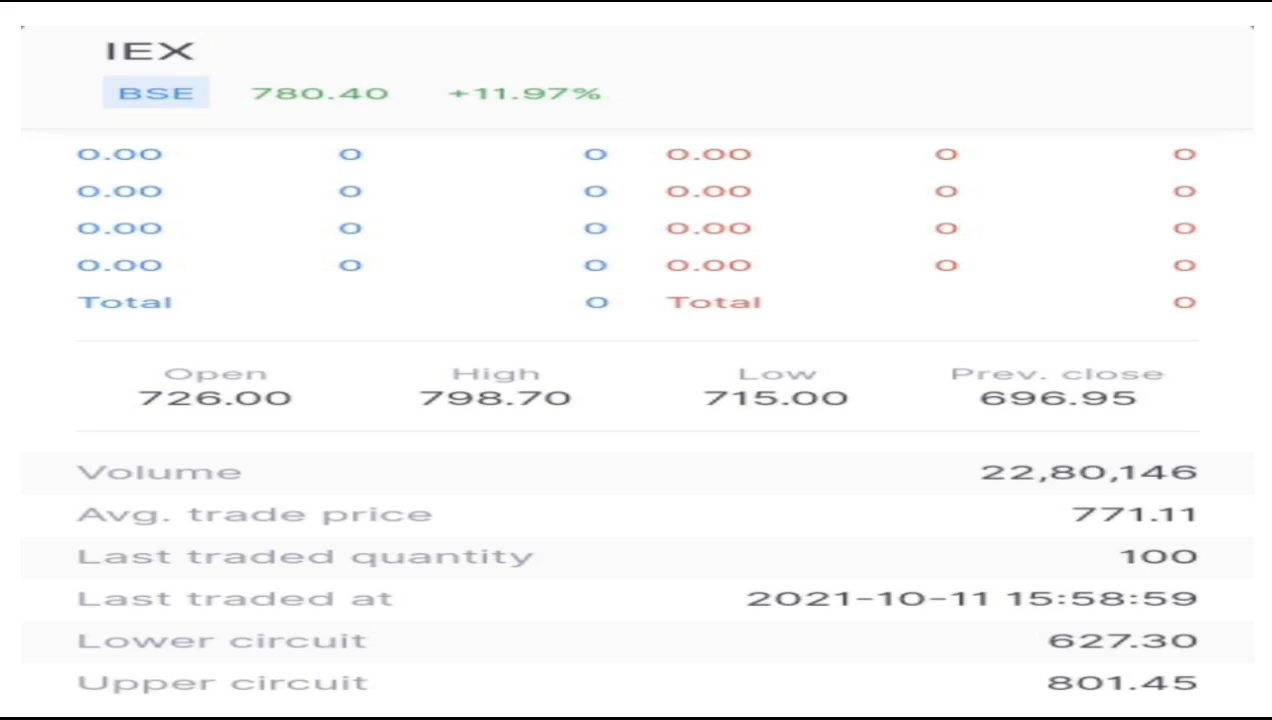 IEX
BSE 780.40 +11.97%
0.00 0 0 0.00 0 0
0.00 0 0 0.00 0 0
0.00 0 0 0.00 0 0
0.00 0 0 0.00 0 0
Total 0 Total 0
Open High Low Prev. close
726.00 798.70 715.00 696.95
Volume 22,80,146
Avg. trade price 771.11
Last traded quantity 100
Last traded at 2021-10-11 15:58:59
Lower circuit 627.30
Upper circuit 801.45